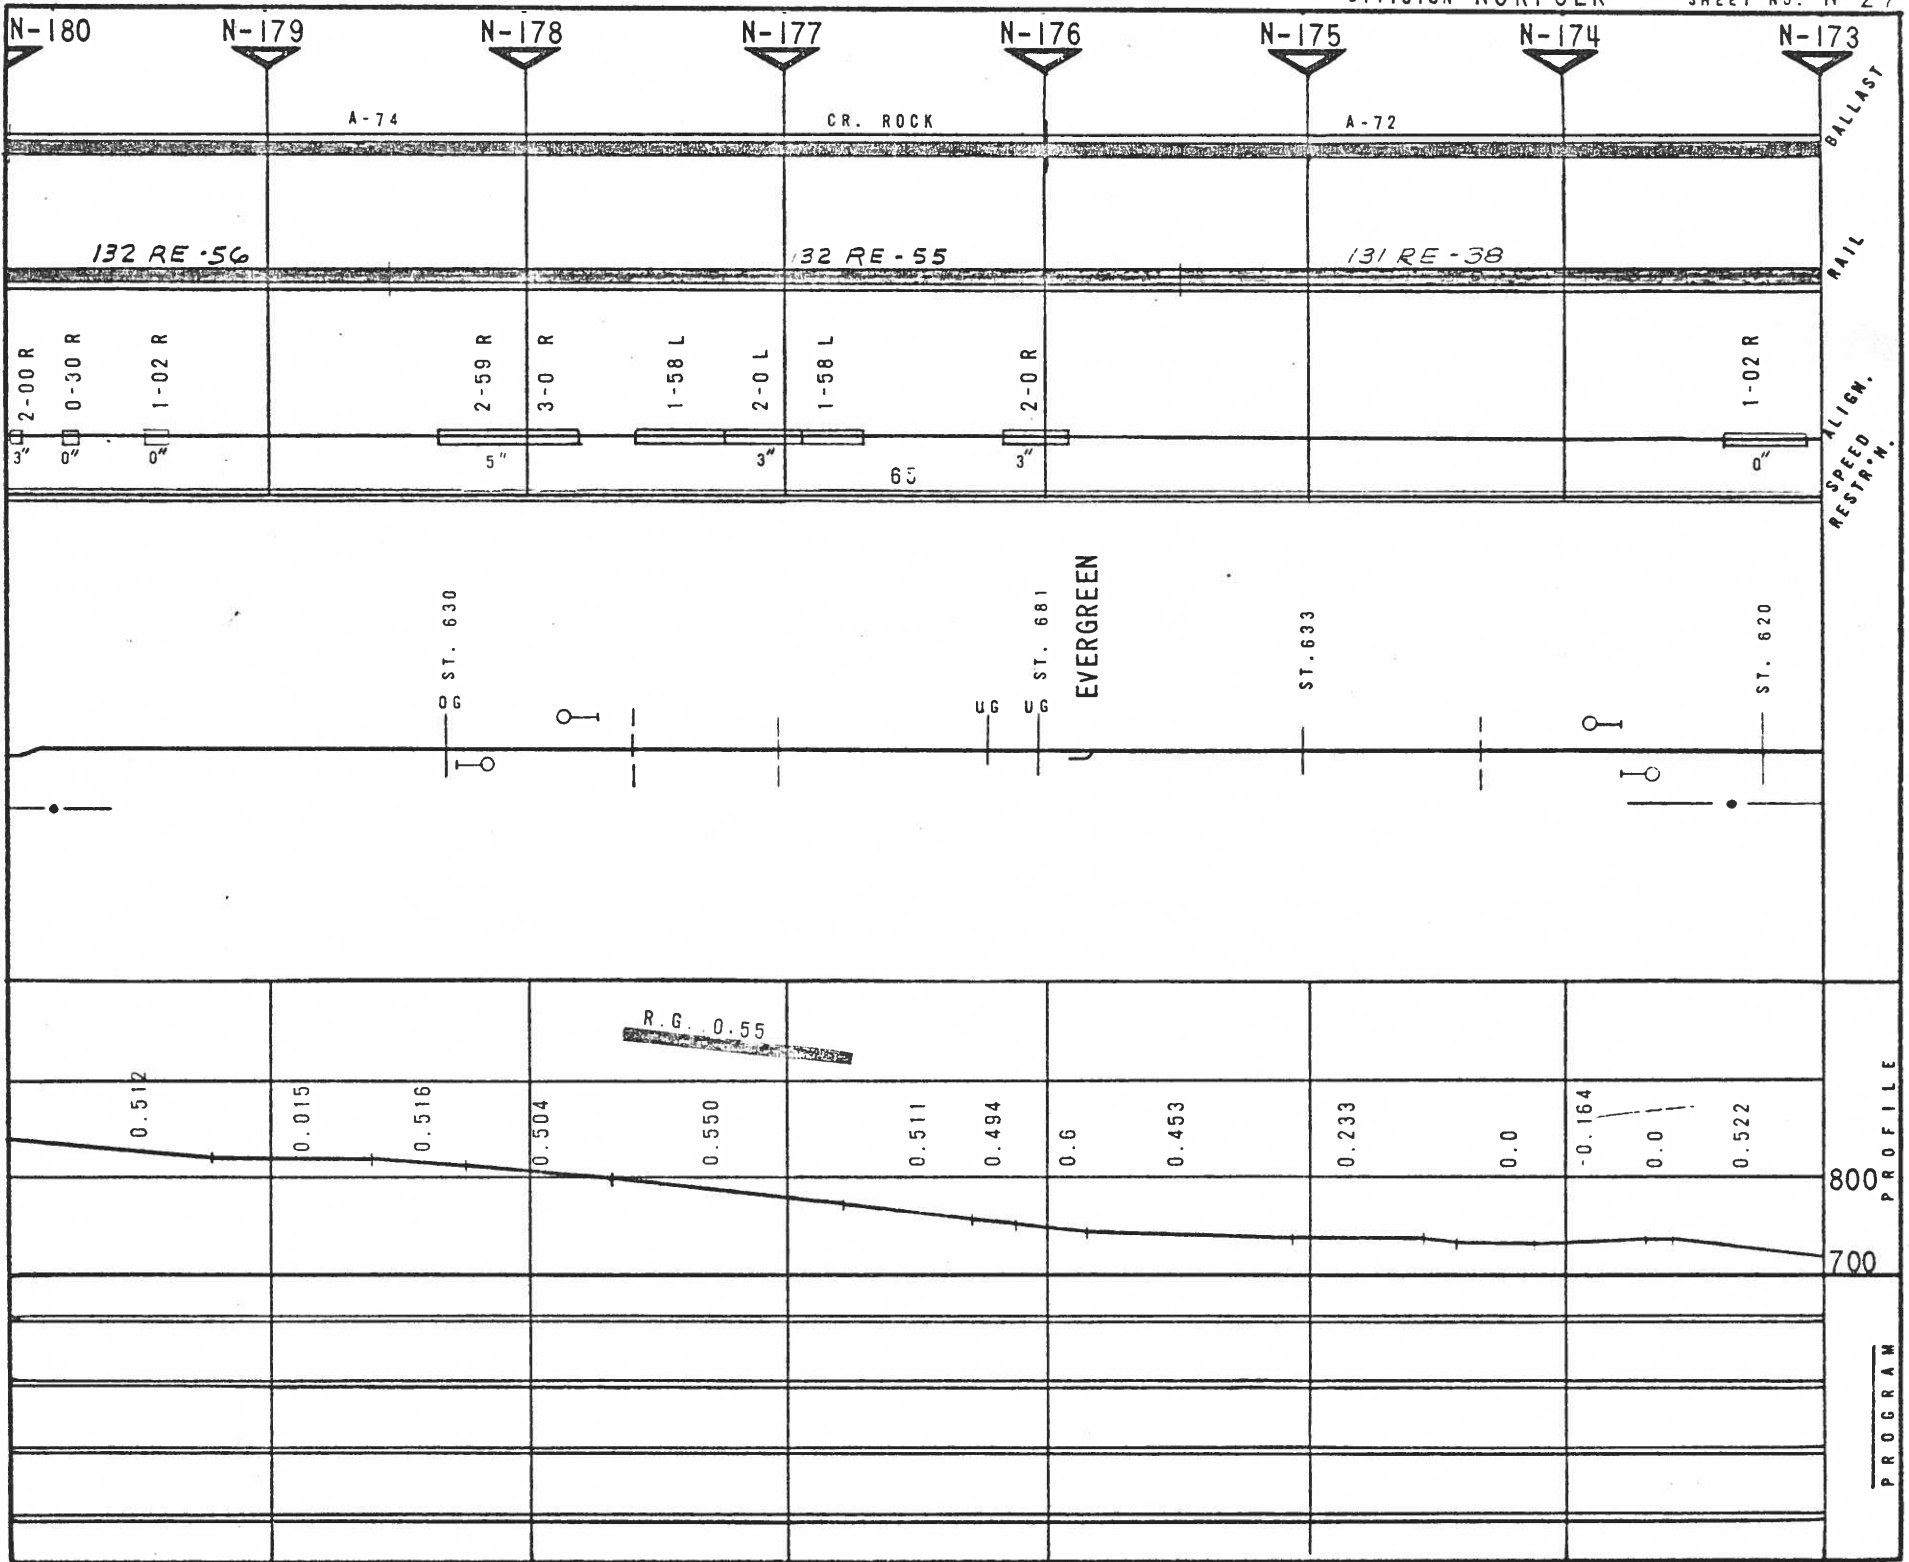 N-180 N-179 N-178 N-177 N-176 N-175 N-174 N-173
A-74 CR. ROCK A-72
BALLAST
132 RE-56 132 RE-55 131 RE-38
RAIL
2-00 R 0-30 R 1-02 R 2-59 R 3-0 R 1-58 L 2-0 L 1-58 L 2-0 R 1-02 R
ALIGN.
3" 0" 0" 5" 3" 3" 0"
65
SPEED
RESTR'N.
ST. 630 ST. 681 EVERGREEN ST. 633 ST. 620
OG UG UG
R.G. 0.55
0.512 0.015 0.516 0.504 0.550 0.511 0.494 0.6 0.453 0.233 0.0 -0.164 0.0 0.522
PROFILE
800
700
PROGRAM